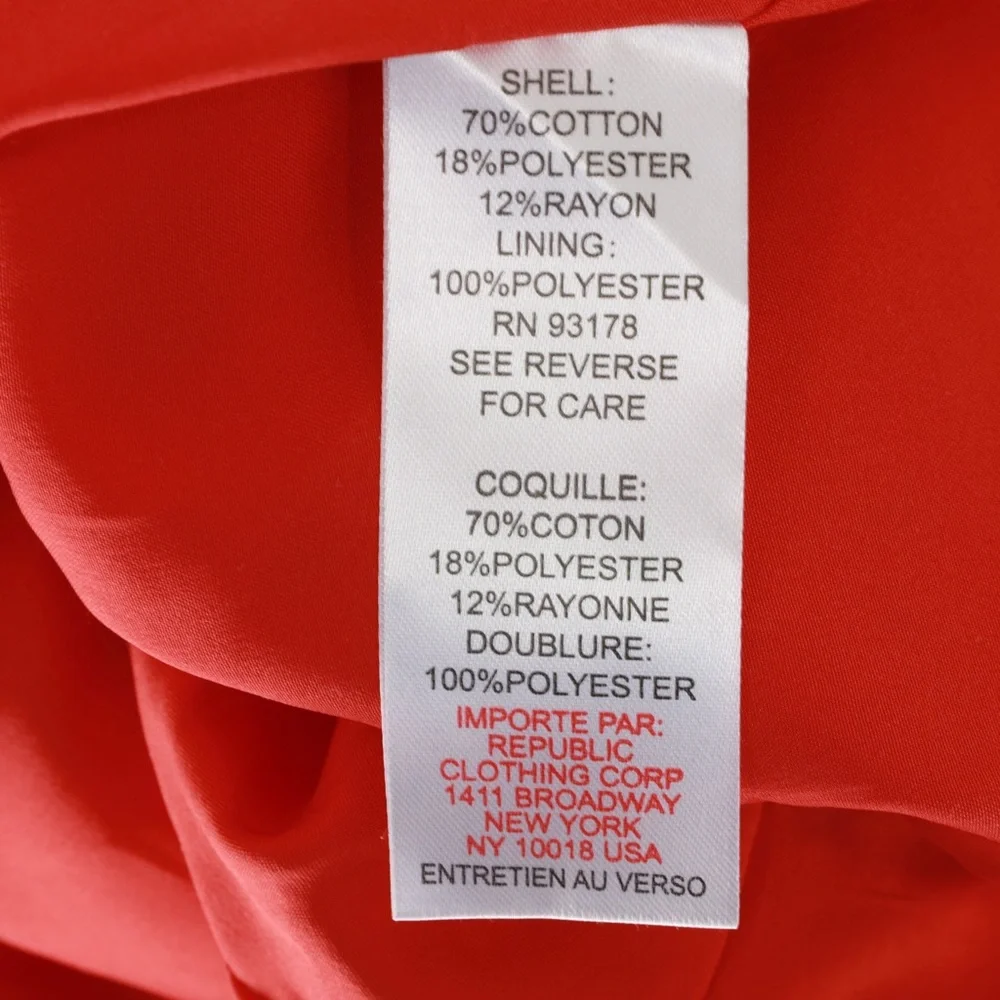 SHELL:
70%COTTON
18%POLYESTER
12%RAYON
LINING:
100%POLYESTER
RN 93178
SEE REVERSE
FOR CARE
COQUILLE:
70%COTON
18%POLYESTER
12%RAYONNE
DOUBLURE:
100%POLYESTER
IMPORTE PAR:
REPUBLIC
CLOTHING CORP
1411 BROADWAY
NEW YORK
NY 10018 USA
ENTRETIEN AU VERSO